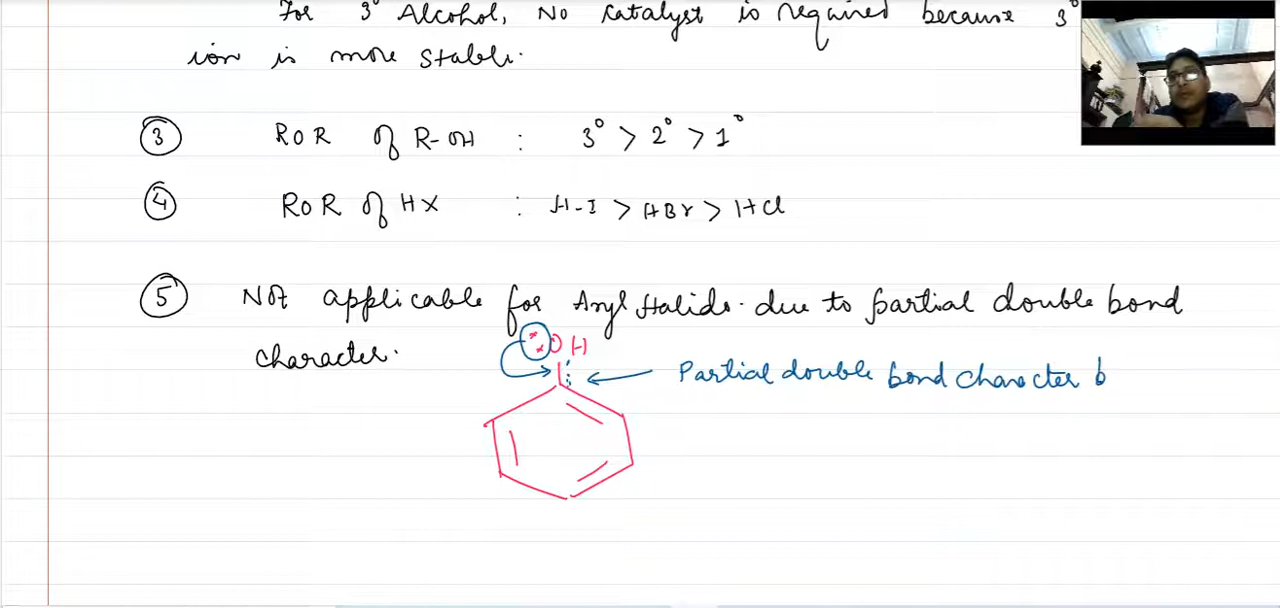 For 3° Alcohol, No catalyst is required because 3°
ion is more stable.
③ ROR of R-OH : 3° > 2° > 1°
④ ROR of HX : H-I > HBr > HCl
⑤ Not applicable for Aryl Halids. due to partial double bond
character.
OH
Partial double bond character b